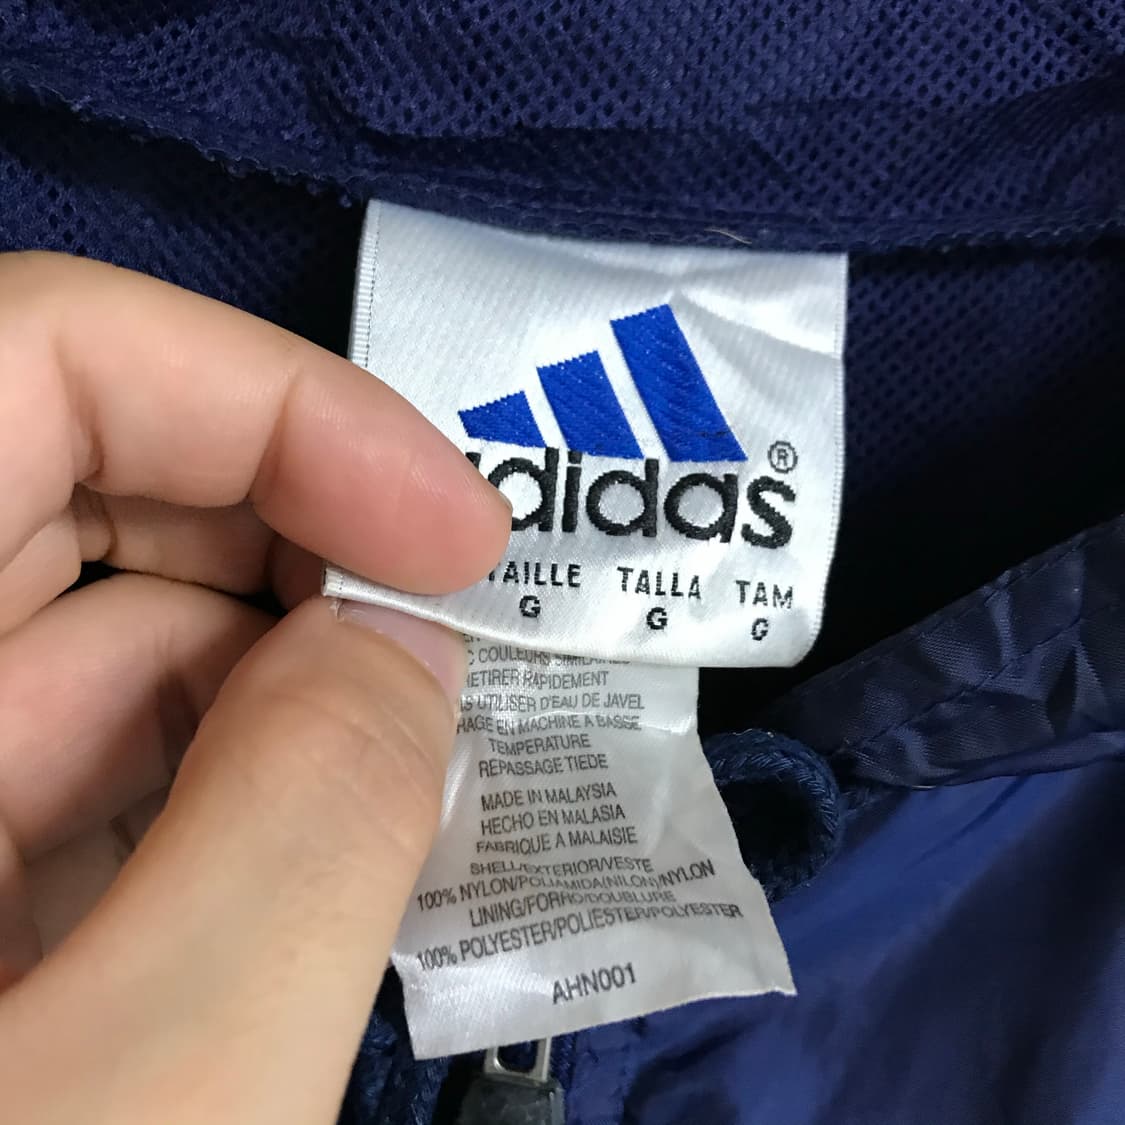 adidas®
TAILLE TALLA TAM
G G G
COULEURS SIMILAIRES
RETIRER RAPIDEMENT
UTILISER D'EAU DE JAVEL
EN MACHINE A BASSE
TEMPERATURE
REPASSAGE TIEDE
MADE IN MALAYSIA
HECHO EN MALASIA
FABRIQUE A MALAISIE
SHELL/EXTERIOR/VESTE
100% NYLON/POLIAMIDA(NILON)/NYLON
LINING/FORRO/DOUBLURE
100% POLYESTER/POLIESTER/POLYESTER
AHN001